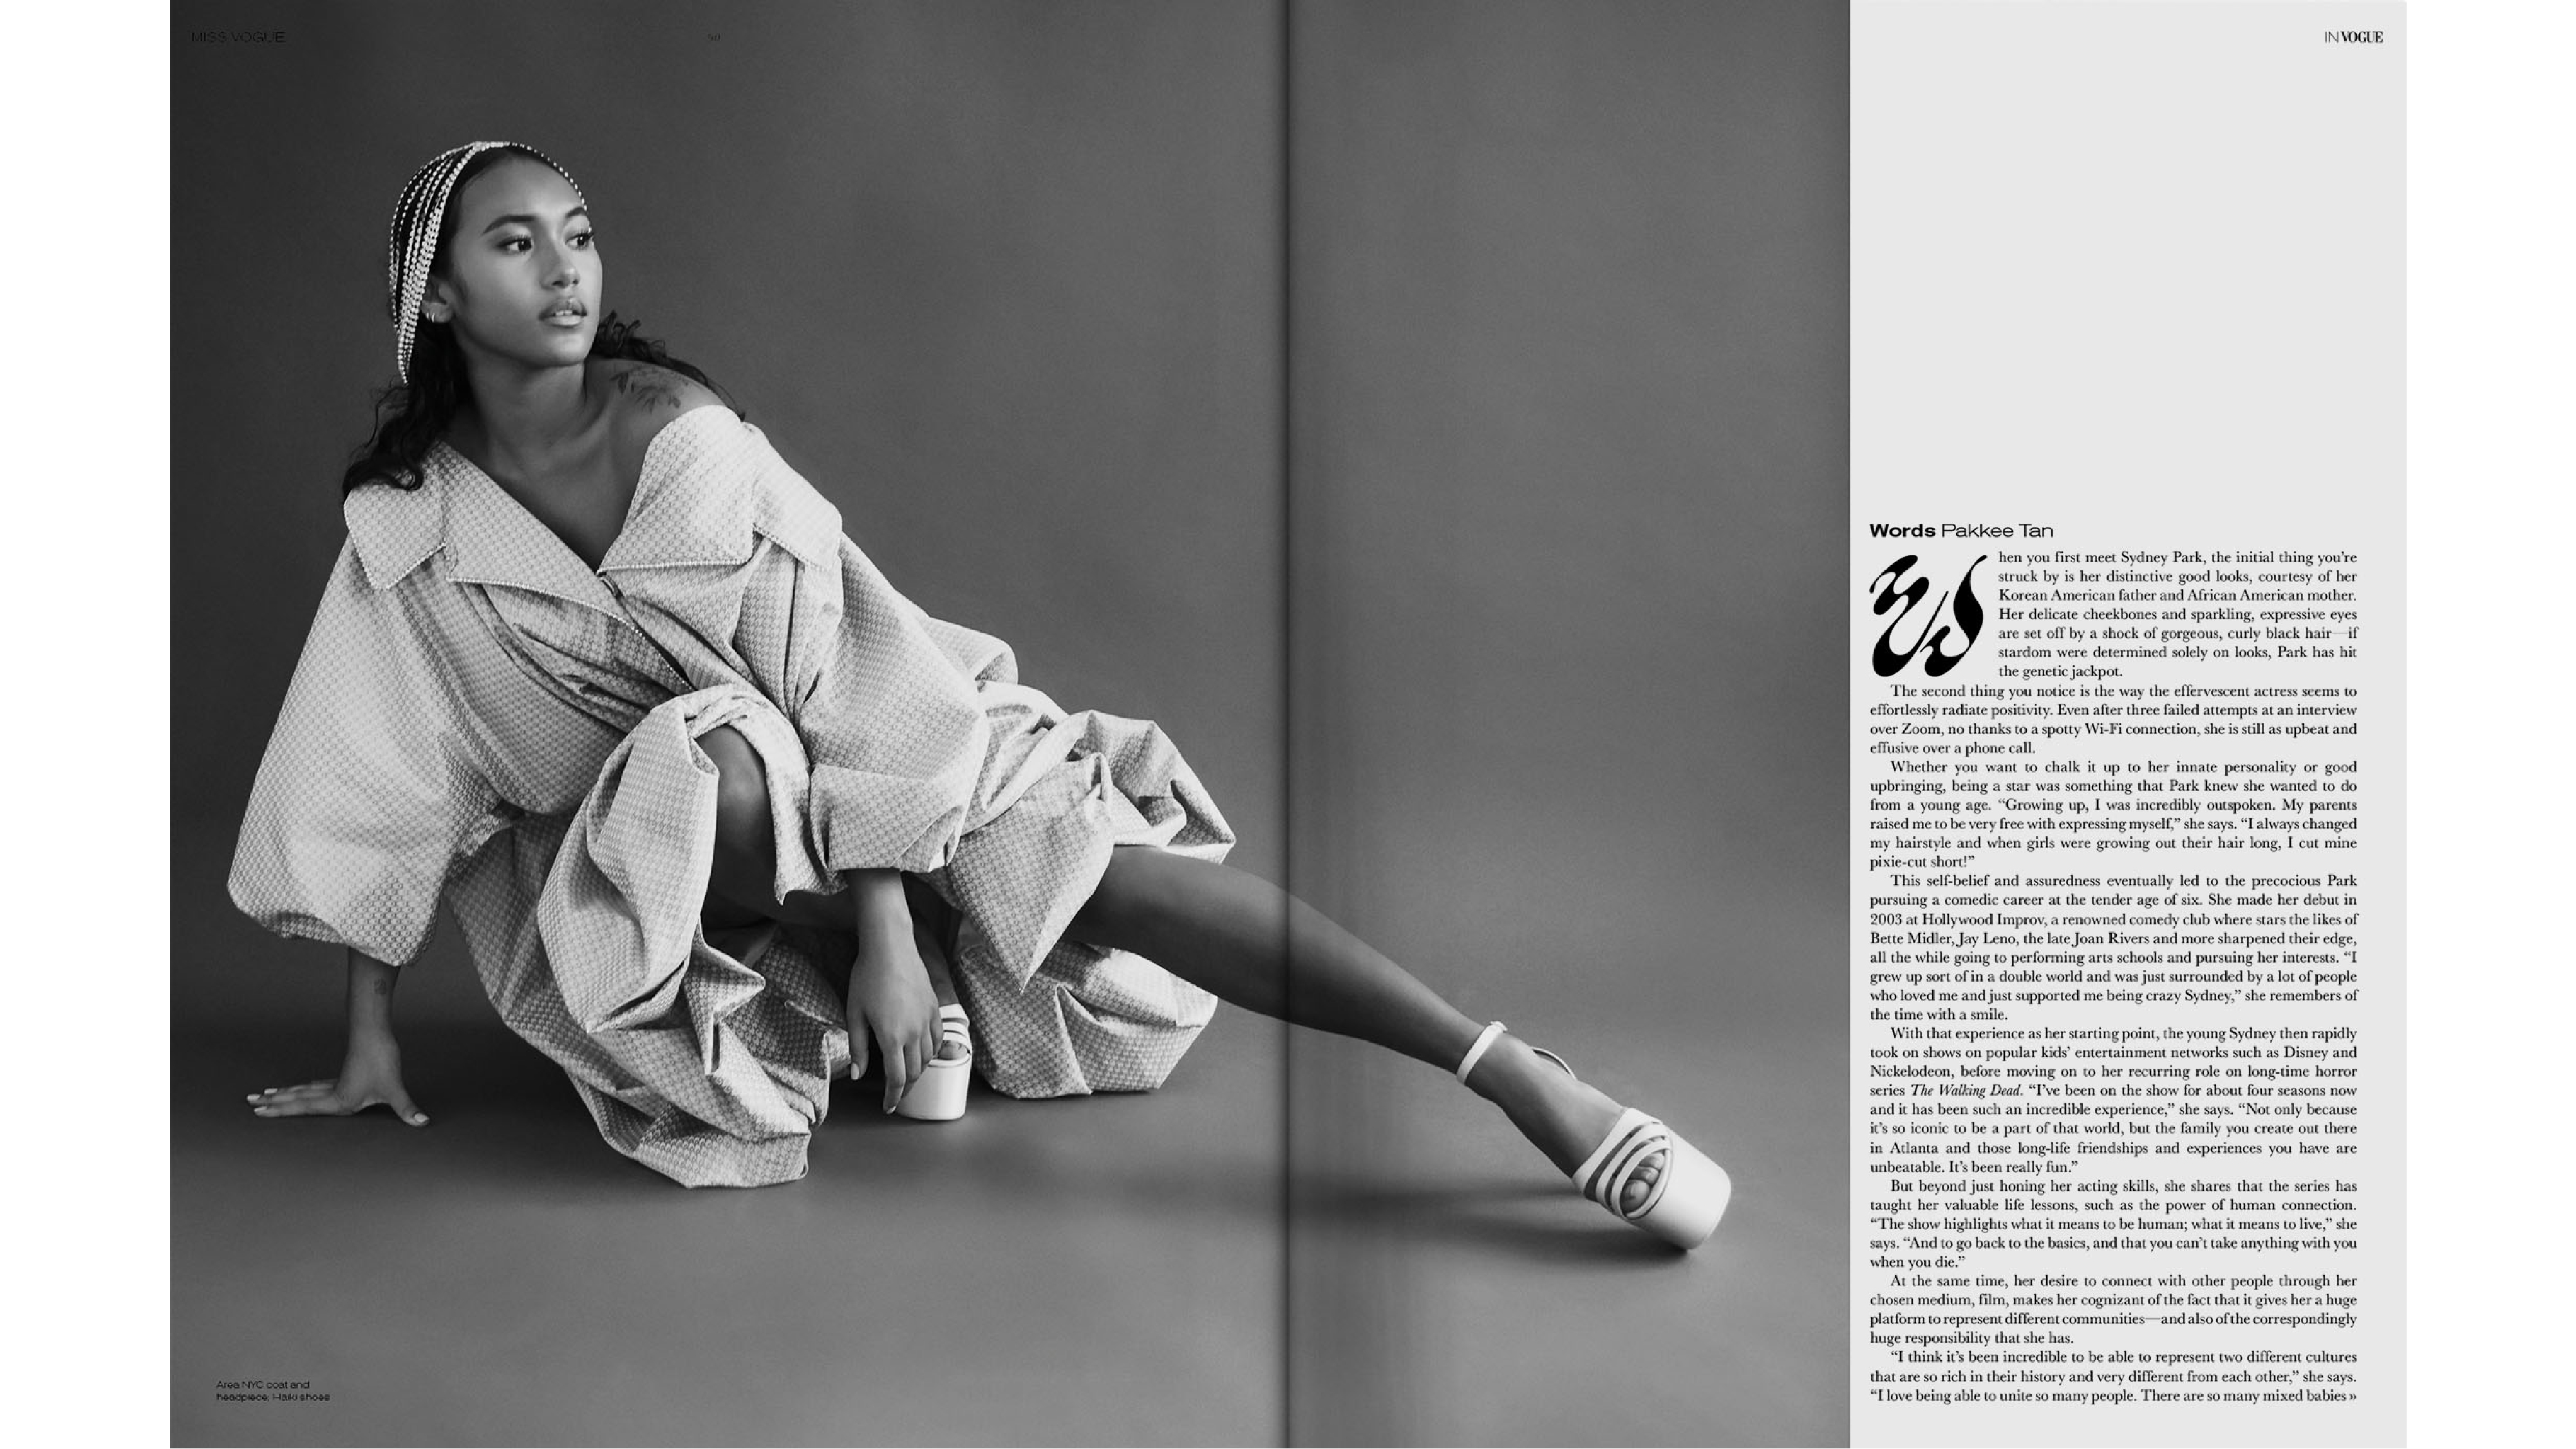 MISS VOGUE
90
IN VOGUE
Words Pakkee Tan
When you first meet Sydney Park, the initial thing you’re
struck by is her distinctive good looks, courtesy of her
Korean American father and African American mother.
Her delicate cheekbones and sparkling, expressive eyes
are set off by a shock of gorgeous, curly black hair—if
stardom were determined solely on looks, Park has hit
the genetic jackpot.
The second thing you notice is the way the effervescent actress seems to
effortlessly radiate positivity. Even after three failed attempts at an interview
over Zoom, no thanks to a spotty Wi-Fi connection, she is still as upbeat and
effusive over a phone call.
Whether you want to chalk it up to her innate personality or good
upbringing, being a star was something that Park knew she wanted to do
from a young age. “Growing up, I was incredibly outspoken. My parents
raised me to be very free with expressing myself,” she says. “I always changed
my hairstyle and when girls were growing out their hair long, I cut mine
pixie-cut short!”
This self-belief and assuredness eventually led to the precocious Park
pursuing a comedic career at the tender age of six. She made her debut in
2003 at Hollywood Improv, a renowned comedy club where stars the likes of
Bette Midler, Jay Leno, the late Joan Rivers and more sharpened their edge,
all the while going to performing arts schools and pursuing her interests. “I
grew up sort of in a double world and was just surrounded by a lot of people
who loved me and just supported me being crazy Sydney,” she remembers of
the time with a smile.
With that experience as her starting point, the young Sydney then rapidly
took on shows on popular kids’ entertainment networks such as Disney and
Nickelodeon, before moving on to her recurring role on long-time horror
series The Walking Dead. “I’ve been on the show for about four seasons now
and it has been such an incredible experience,” she says. “Not only because
it’s so iconic to be a part of that world, but the family you create out there
in Atlanta and those long-life friendships and experiences you have are
unbeatable. It’s been really fun.”
But beyond just honing her acting skills, she shares that the series has
taught her valuable life lessons, such as the power of human connection.
“The show highlights what it means to be human; what it means to live,” she
says. “And to go back to the basics, and that you can’t take anything with you
when you die.”
At the same time, her desire to connect with other people through her
chosen medium, film, makes her cognizant of the fact that it gives her a huge
platform to represent different communities—and also of the correspondingly
huge responsibility that she has.
“I think it’s been incredible to be able to represent two different cultures
that are so rich in their history and very different from each other,” she says.
“I love being able to unite so many people. There are so many mixed babies »
Area NYC coat and
headpiece, Haiki shoes